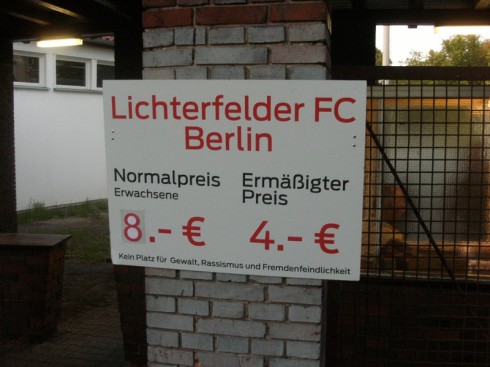 Lichterfelder FC
Berlin
Normalpreis
Erwachsene
8.- €
Ermäßigter
Preis
4.- €
Kein Platz für Gewalt, Rassismus und Fremdenfeindlichkeit